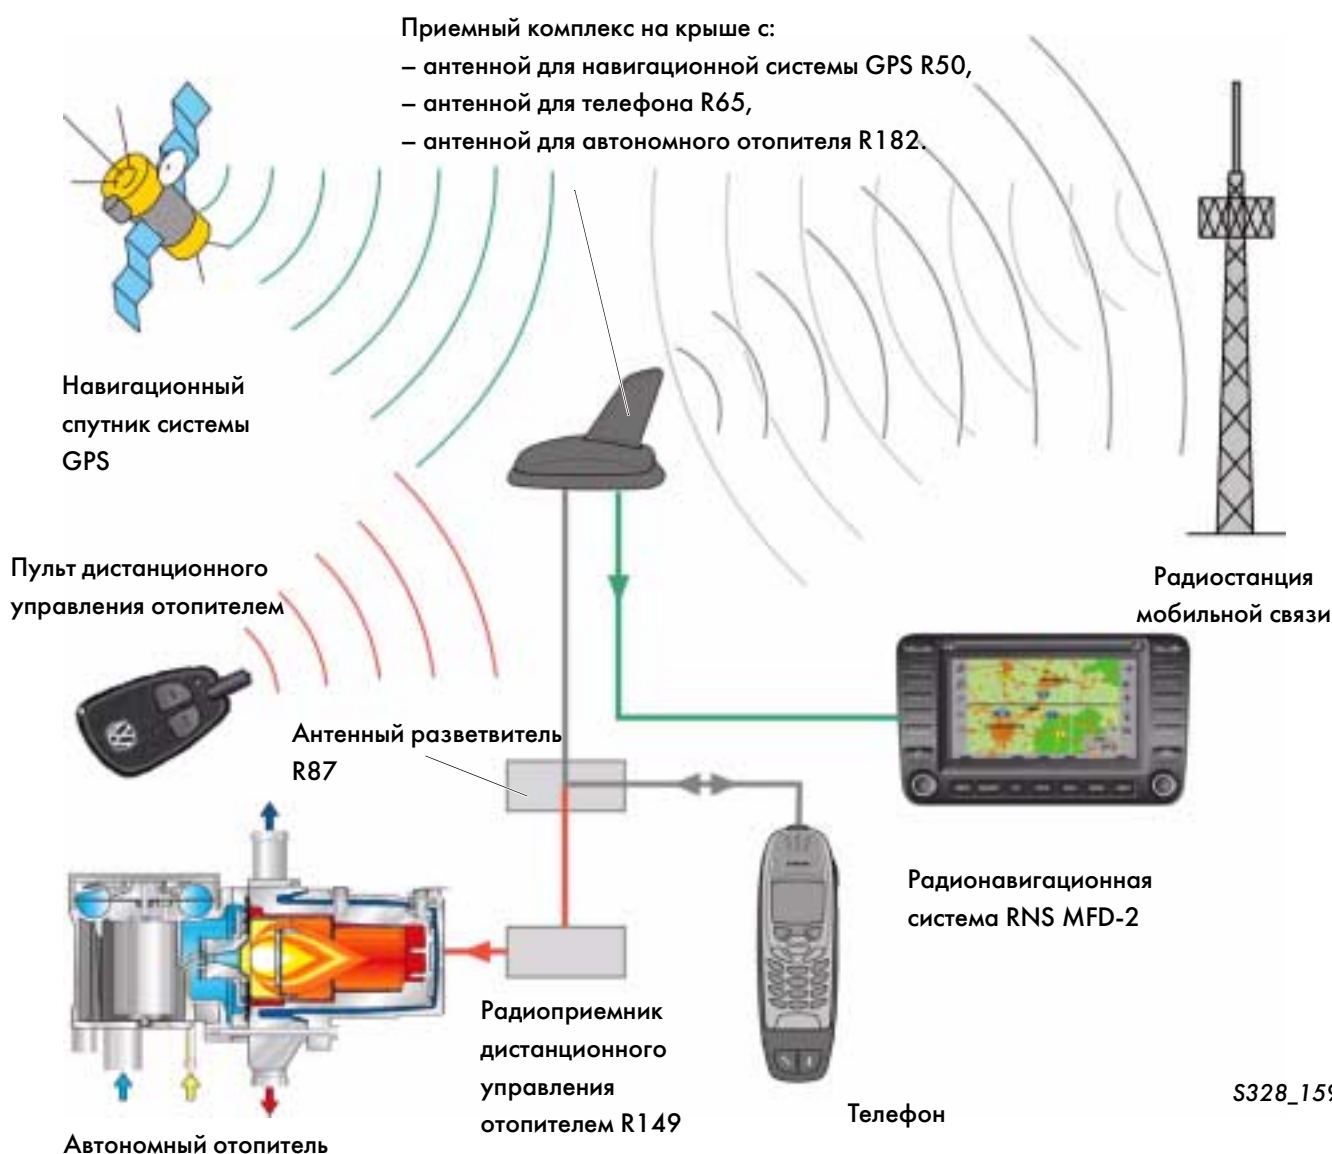 Приемный комплекс на крыше с:
– антенной для навигационной системы GPS R50,
– антенной для телефона R65,
– антенной для автономного отопителя R182.
Навигационный
спутник системы
GPS
Пульт дистанционного
управления отопителем
Радиостанция
мобильной связи
Антенный разветвитель
R87
Радионавигационная
система RNS MFD-2
Радиоприемник
дистанционного
управления
отопителем R149
Телефон
Автономный отопитель
S328_159